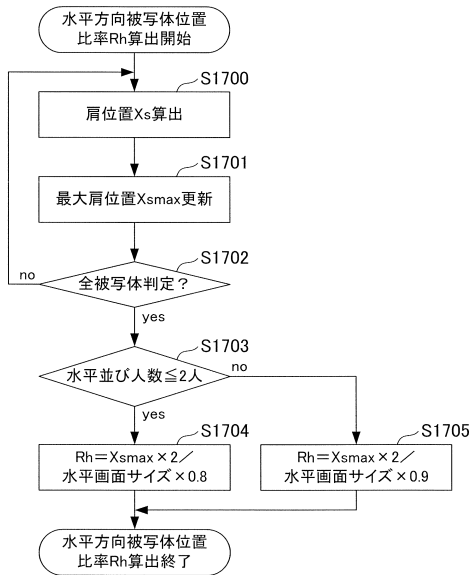 水平方向被写体位置
比率Rh算出開始
S1700
肩位置Xs算出
S1701
最大肩位置Xsmax更新
S1702
全被写体判定？
no
yes
S1703
水平並び人数≦2人
no
yes
S1704
Rh＝Xsmax×2／
水平画面サイズ×0.8
S1705
Rh＝Xsmax×2／
水平画面サイズ×0.9
水平方向被写体位置
比率Rh算出終了